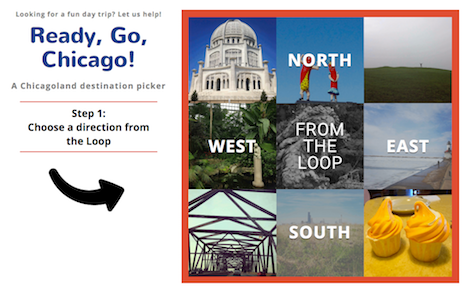 Looking for a fun day trip? Let us help!
Ready, Go,
Chicago!
A Chicagoland destination picker
Step 1:
Choose a direction from
the Loop
NORTH
WEST
FROM
THE
LOOP
EAST
SOUTH